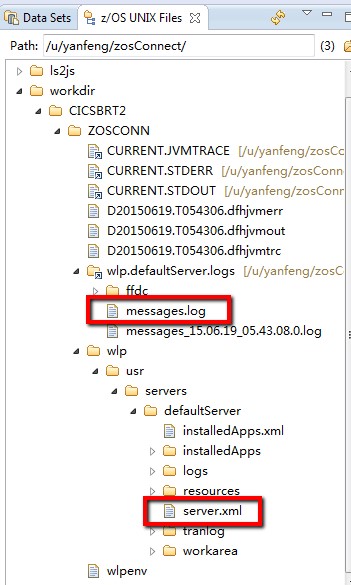 Data Sets z/OS UNIX Files
Path: /u/yanfeng/zosConnect/ (3)
ls2js
workdir
CICSBRT2
ZOSCONN
CURRENT.JVMTRACE [/u/yanfeng/zosC
CURRENT.STDERR [/u/yanfeng/zosConn
CURRENT.STDOUT [/u/yanfeng/zosConn
D20150619.T054306.dfhjvmerr
D20150619.T054306.dfhjvmout
D20150619.T054306.dfhjvmtrc
wlp.defaultServer.logs [/u/yanfeng/zosCo
ffdc
messages.log
messages_15.06.19_05.43.08.0.log
wlp
usr
servers
defaultServer
installedApps.xml
installedApps
logs
resources
server.xml
tranlog
workarea
wlpenv